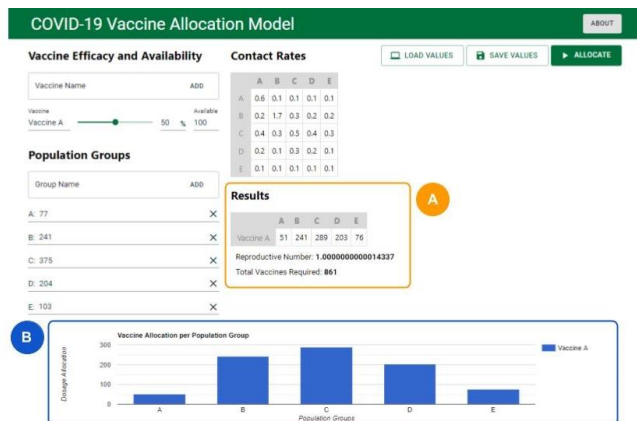 COVID-19 Vaccine Allocation Model
ABOUT
Vaccine Efficacy and Availability
Vaccine Name ADD
Vaccine Available
Vaccine A 50 % 100
Population Groups
Group Name ADD
A: 77 X
B: 241 X
C: 375 X
D: 204 X
E: 103 X
Contact Rates
LOAD VALUES SAVE VALUES ALLOCATE
A B C D E
A 0.6 0.1 0.1 0.1 0.1
B 0.2 1.7 0.3 0.2 0.2
C 0.4 0.3 0.5 0.4 0.3
D 0.2 0.1 0.3 0.2 0.1
E 0.1 0.1 0.1 0.1 0.1
Results
A
A B C D E
Vaccine A 51 241 289 203 76
Reproductive Number: 1.0000000000014337
Total Vaccines Required: 861
B
Vaccine Allocation per Population Group
Vaccine A
Dosage Allocation
300
200
100
0
A B C D E
Population Groups